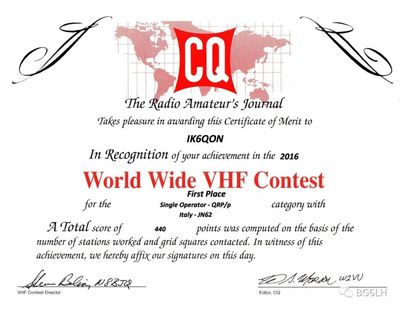 CQ
The Radio Amateur's Journal
Takes pleasure in awarding this Certificate of Merit to
IK6QON
In Recognition of your achievement in the 2016
World Wide VHF Contest
First Place
for the Single Operator - QRP/p category with
Italy - JN62
A Total score of 440 points was computed on the basis of the
number of stations worked and grid squares contacted. In witness of this
achievement, we hereby affix our signatures on this day.
N8BJQ
W2VU
VHF Contest Director
Editor, CQ
BG6LH